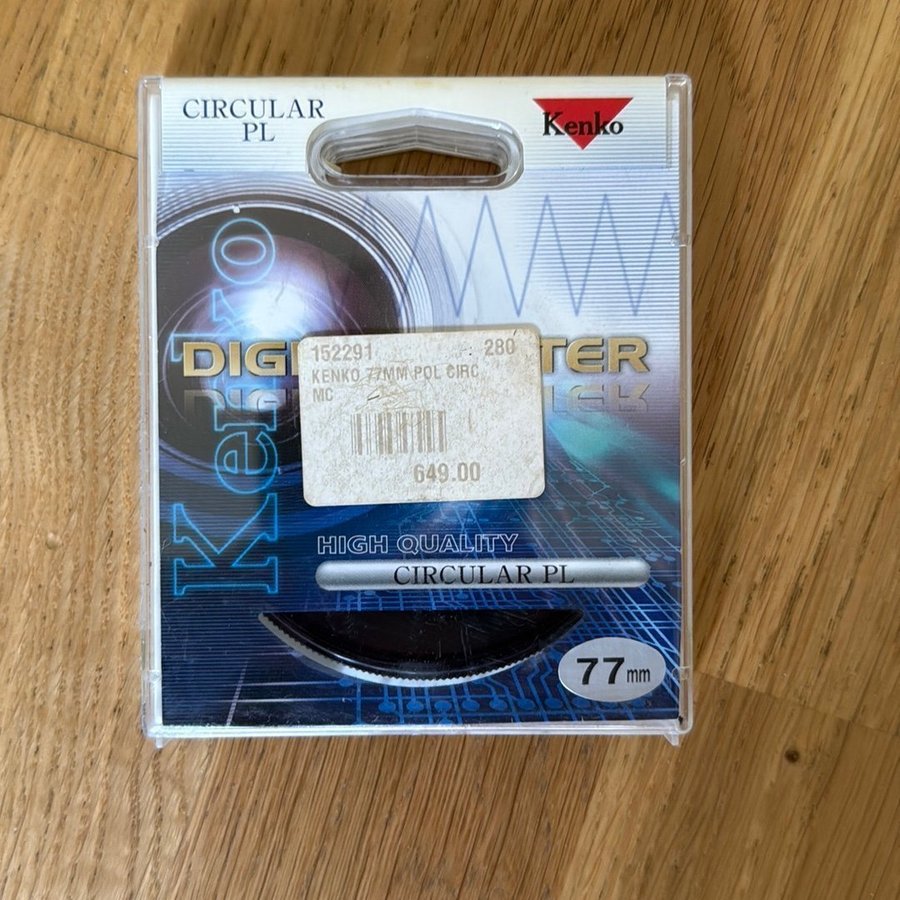 CIRCULAR
PL
Kenko
Kenko
152291 280
KENKO 77MM POL CIRC
MC
649.00
HIGH QUALITY
CIRCULAR PL
77mm